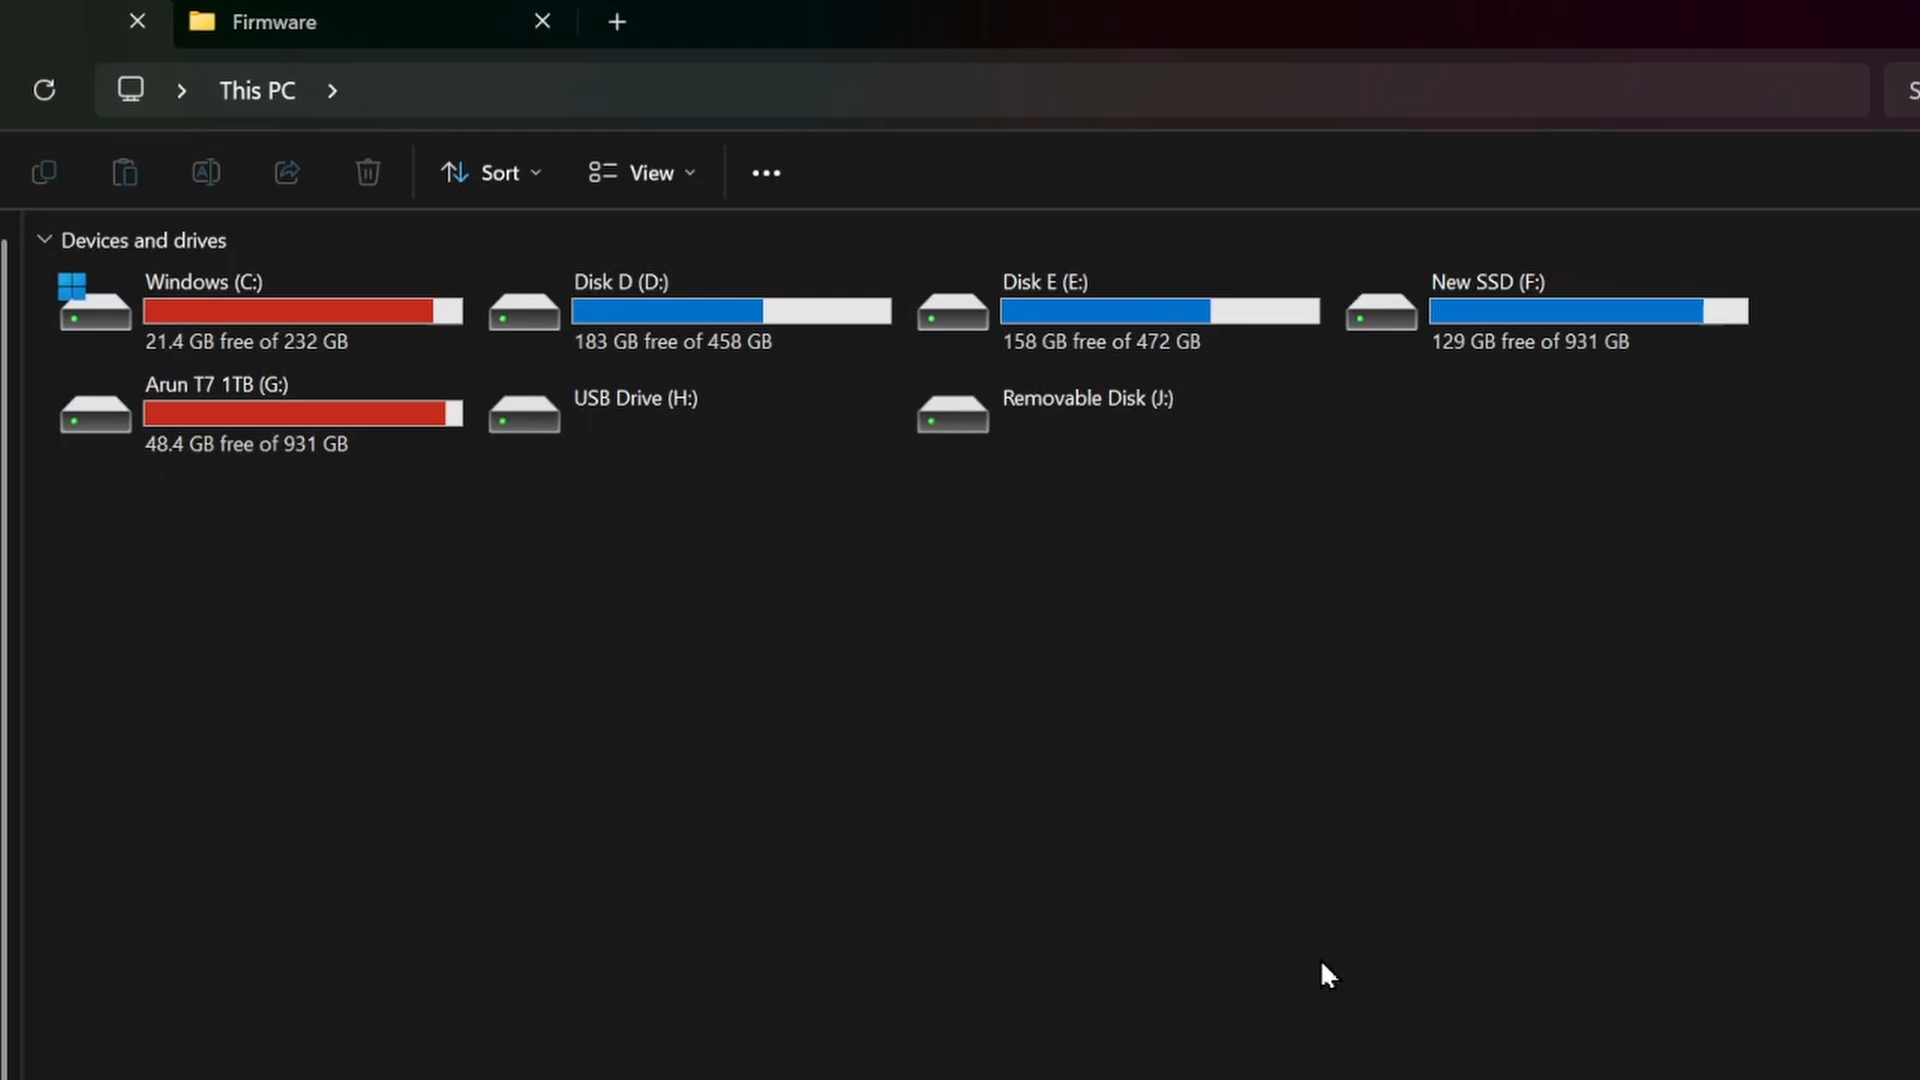 Firmware
This PC
S
Sort
View
Devices and drives
Windows (C:)
21.4 GB free of 232 GB
Disk D (D:)
183 GB free of 458 GB
Disk E (E:)
158 GB free of 472 GB
New SSD (F:)
129 GB free of 931 GB
Arun T7 1TB (G:)
48.4 GB free of 931 GB
USB Drive (H:)
Removable Disk (J:)